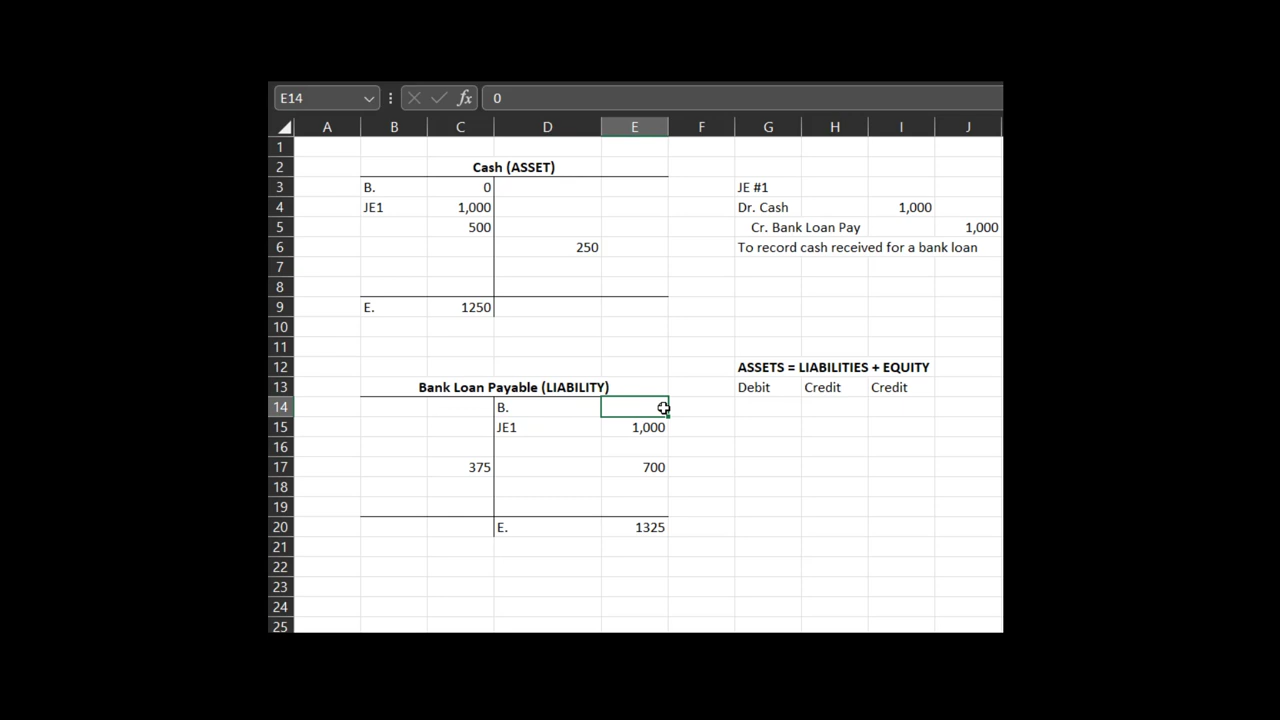 E14 fx 0
A B C D E F G H I J
1
2 Cash (ASSET)
3 B. 0 JE #1
4 JE1 1,000 Dr. Cash 1,000
5 500 Cr. Bank Loan Pay 1,000
6 250 To record cash received for a bank loan
7
8
9 E. 1250
10
11
12 ASSETS = LIABILITIES + EQUITY
13 Bank Loan Payable (LIABILITY) Debit Credit Credit
14 B.
15 JE1 1,000
16
17 375 700
18
19
20 E. 1325
21
22
23
24
25